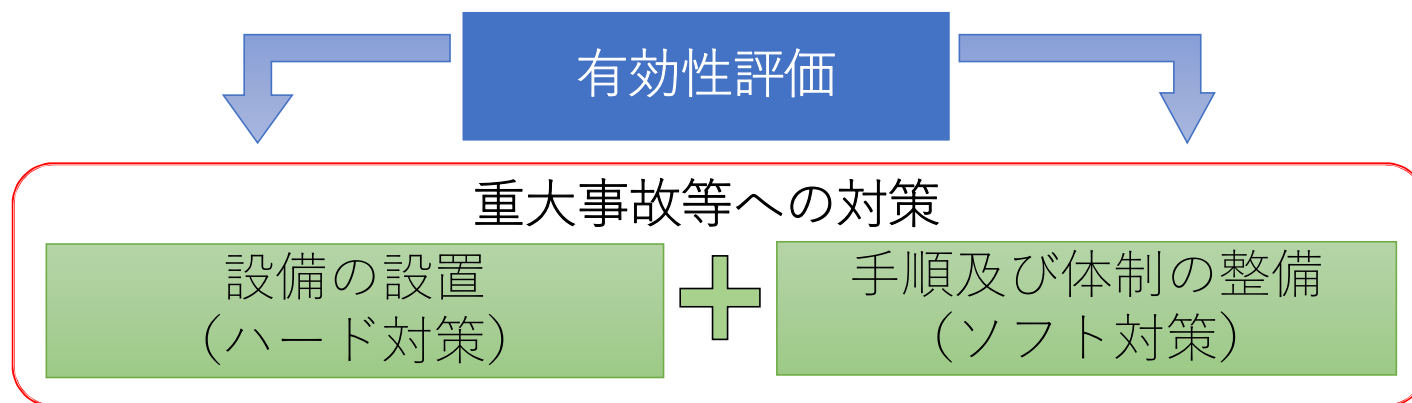 有効性評価
重大事故等への対策
設備の設置
（ハード対策）
手順及び体制の整備
（ソフト対策）